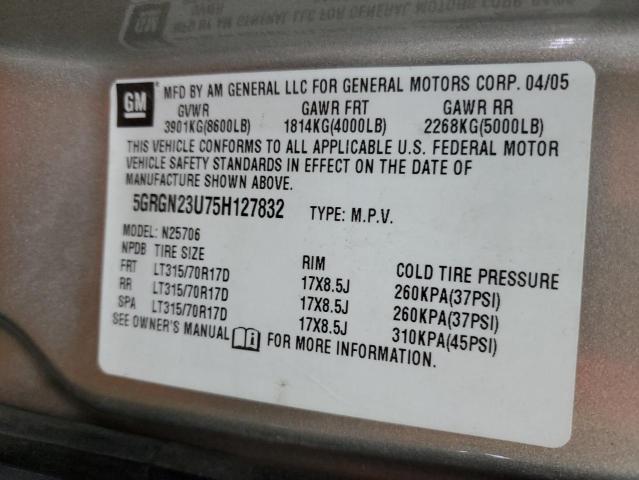 GM
MFD BY AM GENERAL LLC FOR GENERAL MOTORS CORP. 04/05
GVWR GAWR FRT GAWR RR
3901KG(8600LB) 1814KG(4000LB) 2268KG(5000LB)
THIS VEHICLE CONFORMS TO ALL APPLICABLE U.S. FEDERAL MOTOR
VEHICLE SAFETY STANDARDS IN EFFECT ON THE DATE OF
MANUFACTURE SHOWN ABOVE.
5GRGN23U75H127832 TYPE: M.P.V.
MODEL: N25706
NPDB TIRE SIZE RIM COLD TIRE PRESSURE
FRT LT315/70R17D 17X8.5J 260KPA(37PSI)
RR LT315/70R17D 17X8.5J 260KPA(37PSI)
SPA LT315/70R17D 17X8.5J 310KPA(45PSI)
SEE OWNER'S MANUAL FOR MORE INFORMATION.